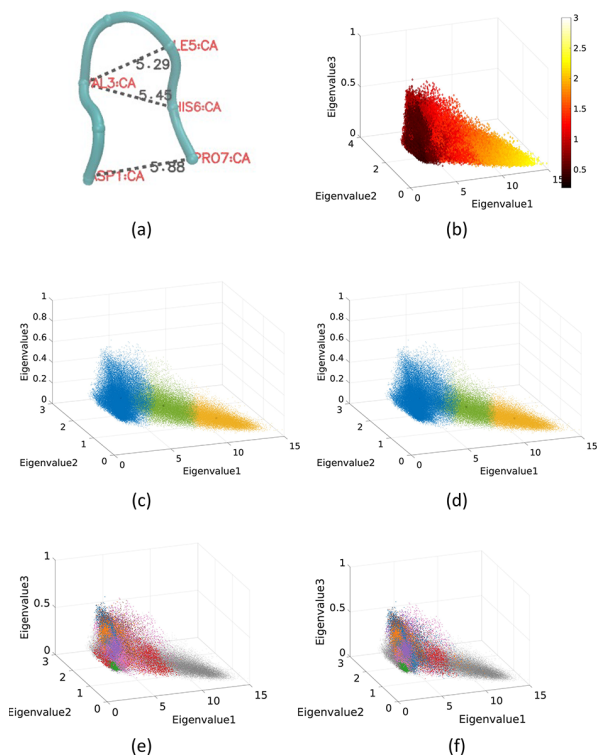 LE5:CA
5.29
AL3:CA
5.45
HIS6:CA
PRO7:CA
5.88
ASP1:CA
(a)
1
0.5
0
4
2
0
0
5
10
15
Eigenvalue3
Eigenvalue2
Eigenvalue1
3
2.5
2
1.5
1
0.5
(b)
1
0.8
0.6
0.4
0.2
0
3
2
1
0
0
5
10
15
Eigenvalue3
Eigenvalue2
Eigenvalue1
(c)
1
0.8
0.6
0.4
0.2
0
3
2
1
0
0
5
10
15
Eigenvalue3
Eigenvalue2
Eigenvalue1
(d)
1
0.5
0
3
2
1
0
0
5
10
15
Eigenvalue3
Eigenvalue2
Eigenvalue1
(e)
1
0.5
0
3
2
1
0
0
5
10
15
Eigenvalue3
Eigenvalue2
Eigenvalue1
(f)